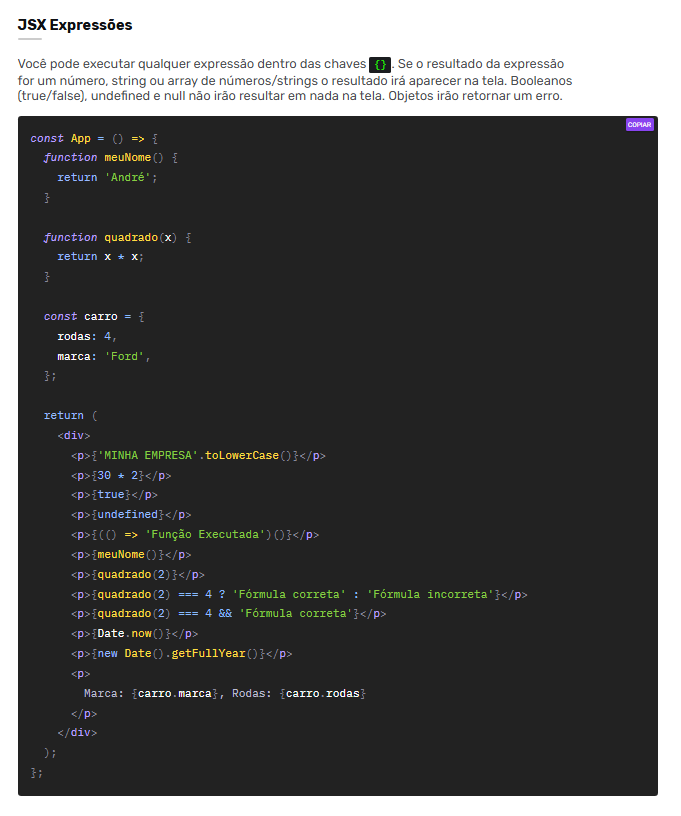 JSX Expressões
Você pode executar qualquer expressão dentro das chaves {}. Se o resultado da expressão
for um número, string ou array de números/strings o resultado irá aparecer na tela. Booleanos
(true/false), undefined e null não irão resultar em nada na tela. Objetos irão retornar um erro.
COPIAR
const App = () => {
  function meuNome() {
    return 'André';
  }

  function quadrado(x) {
    return x * x;
  }

  const carro = {
    rodas: 4,
    marca: 'Ford',
  };

  return (
    <div>
      <p>{'MINHA EMPRESA'.toLowerCase()}</p>
      <p>{30 * 2}</p>
      <p>{true}</p>
      <p>{undefined}</p>
      <p>{(() => 'Função Executada')()}</p>
      <p>{meuNome()}</p>
      <p>{quadrado(2)}</p>
      <p>{quadrado(2) === 4 ? 'Fórmula correta' : 'Fórmula incorreta'}</p>
      <p>{quadrado(2) === 4 && 'Fórmula correta'}</p>
      <p>{Date.now()}</p>
      <p>{new Date().getFullYear()}</p>
      <p>
        Marca: {carro.marca}, Rodas: {carro.rodas}
      </p>
    </div>
  );
};